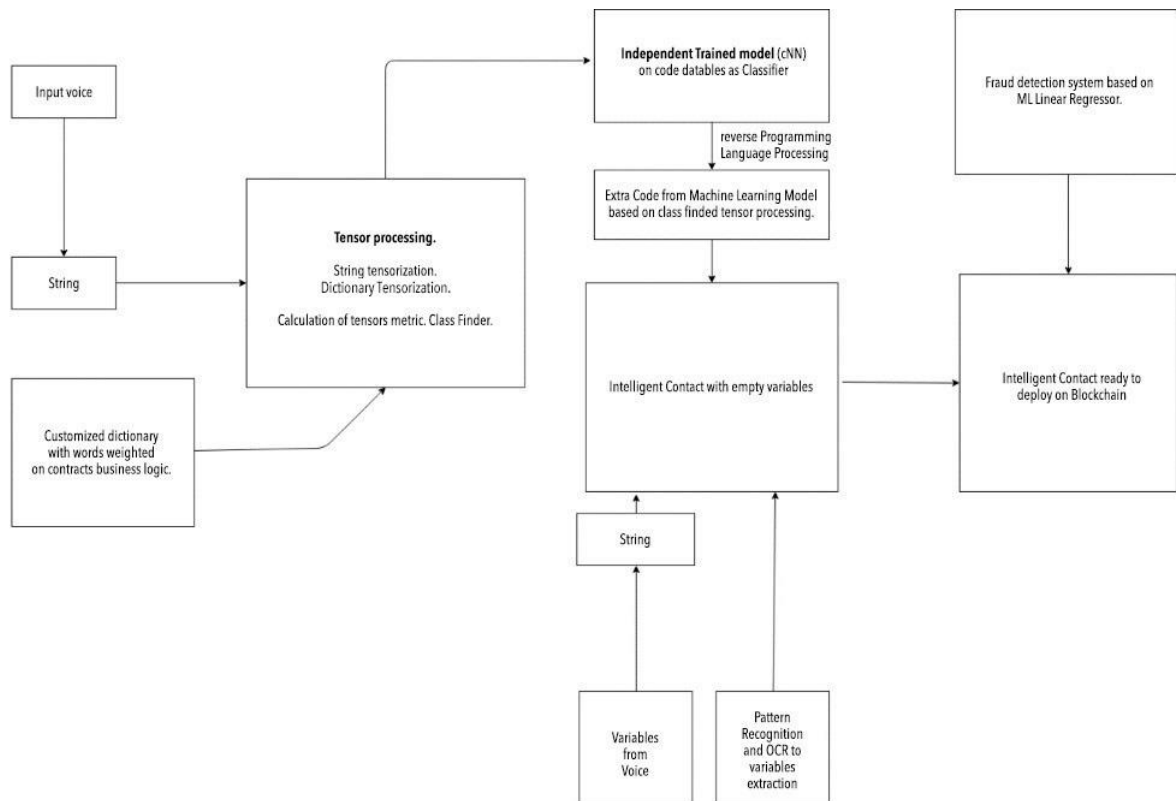 Input voice
String
Customized dictionary
with words weighted
on contracts business logic.
Tensor processing.
String tensorization.
Dictionary Tensorization.
Calculation of tensors metric. Class Finder.
Independent Trained model (cNN)
on code datables as Classifier
reverse Programming
Language Processing
Extra Code from Machine Learning Model
based on class finded tensor processing.
Intelligent Contact with empty variables
String
Variables
from
Voice
Pattern
Recognition
and OCR to
variables
extraction
Fraud detection system based on
ML Linear Regressor.
Intelligent Contact ready to
deploy on Blockchain